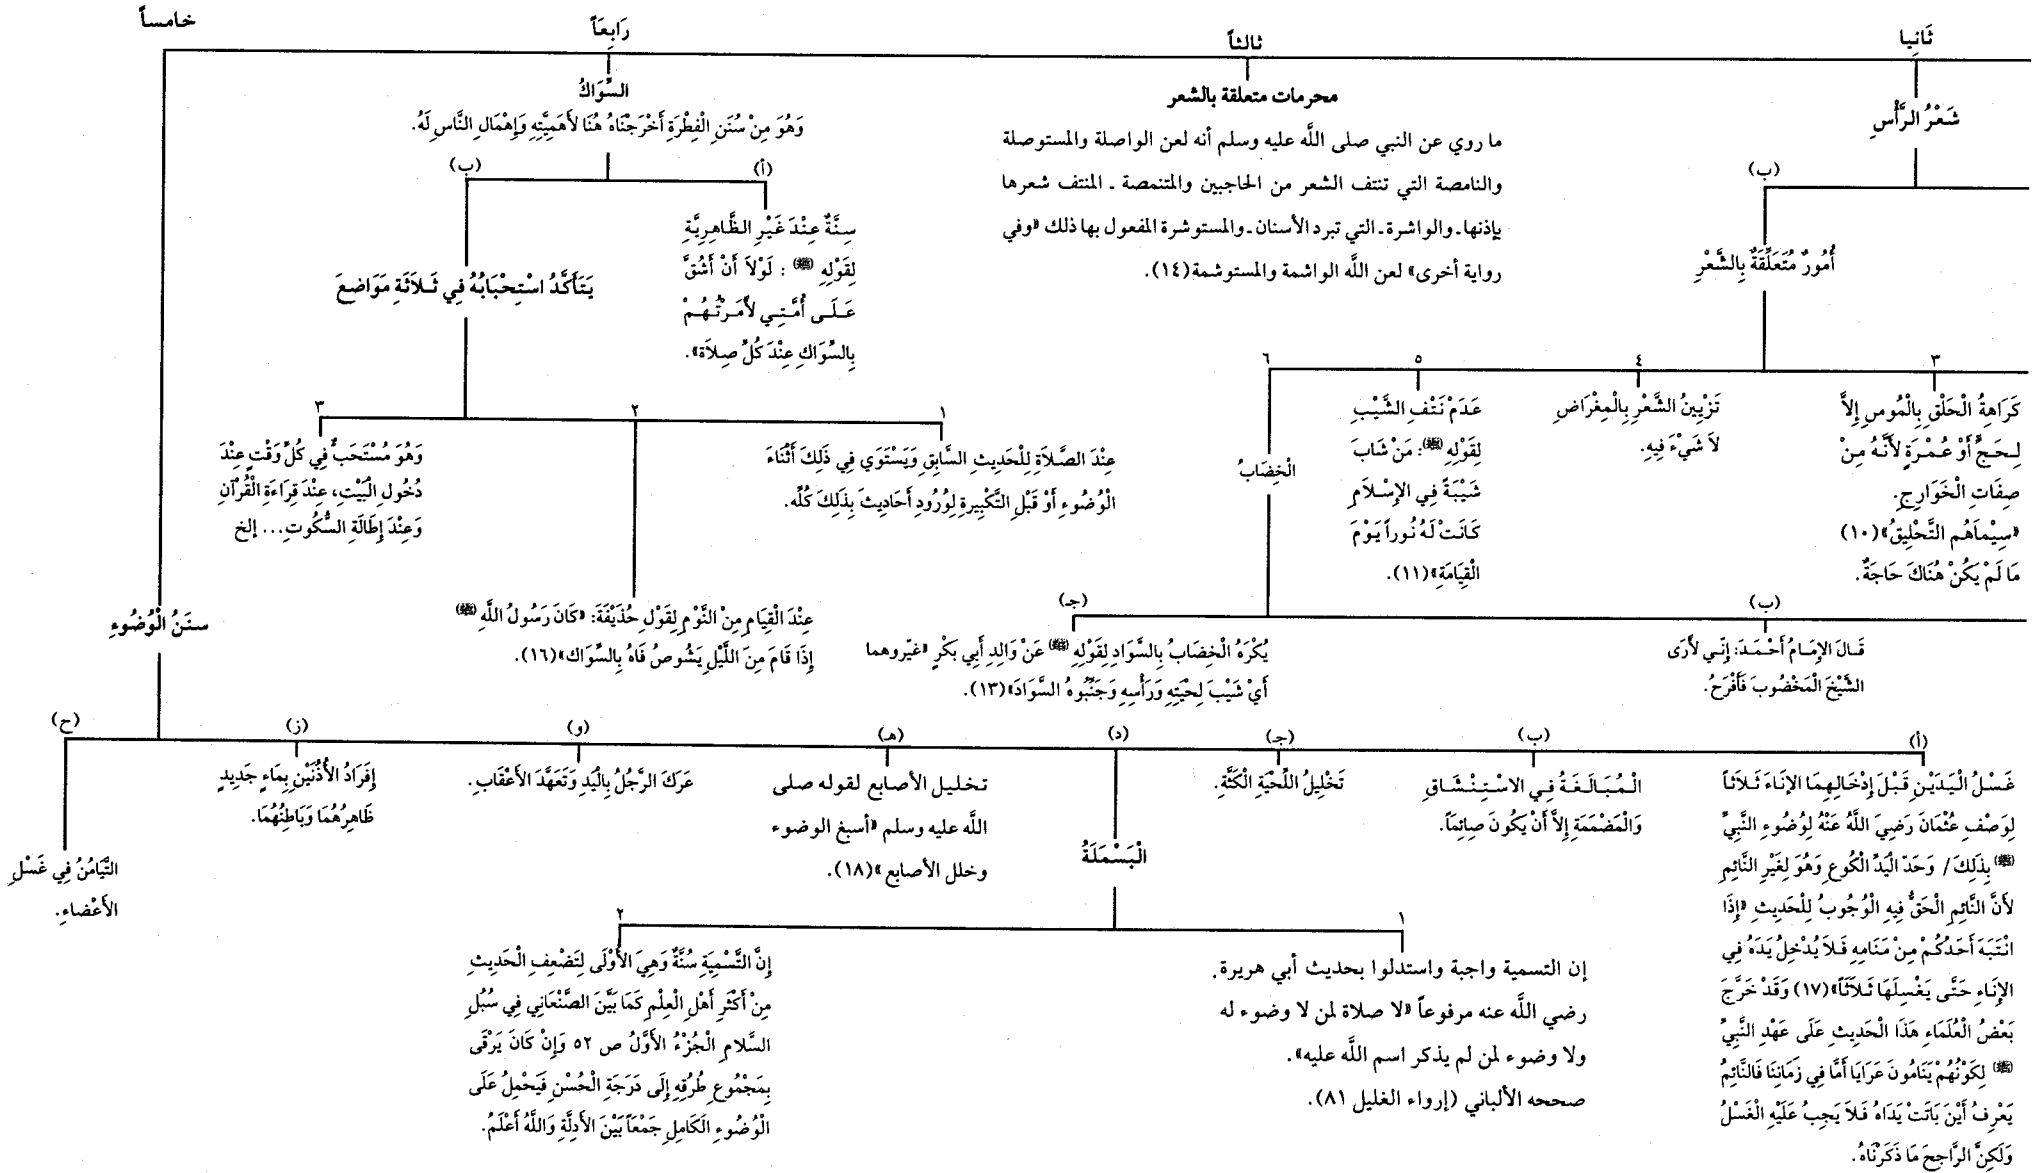 ثَانِيا
شَعْرُ الرَّأْسِ
(ب)
أُمُورٌ مُتَعَلِّقَةٌ بِالشَّعْرِ
٣
كَرَاهِةُ الْحَلْقِ بِالْمُوسِ إِلاَّ
لِحَجٍّ أَوْ عُمْرَةٍ لأَنَّهُ مِنْ
صِفَاتِ الْخَوَارِجِ.
«سِيْمَاهُم التَّحْلِيقُ»(١٠)
مَا لَمْ يَكُنْ هُنَاكَ حَاجَةٌ.
٤
تَزْيِينُ الشَّعْرِ بِالْمِقْرَاضِ
لاَ شَيْءَ فِيهِ.
٥
عَدَمْ نَتْفِ الشَّيْبِ
لِقَوْلِهِ ﷺ: مَنْ شَابَ
شَيْبَةً فِي الإِسْلاَمِ
كَانَتْ لَهُ نُوراً يَوْمَ
الْقِيَامَةِ»(١١).
٦
الْخِضَابُ
(ب)
قَالَ الإِمَامُ أَحْمَدَ: إِنّي لأَرَى
الشَّيْخَ الْمَخْضُوبَ فَأَفْرَحُ.
(جـ)
يُكْرَهُ الْخِضَابُ بِالسَّوَادِ لِقَوْلِهِ ﷺ عَنْ وَالِدِ أَبِي بَكْرٍ «غيّروهما
أَيْ شَيْبَ لِحْيَتِهِ وَرَأْسِهِ وَجَنِّبُوهُ السَّوَادَ»(١٣).
ثالثاً
محرمات متعلقة بالشعر
ما روي عن النبي صلى اللَّه عليه وسلم أنه لعن الواصلة والمستوصلة
والنامصة التي تنتف الشعر من الحاجبين والمتنمصة ـ المنتف شعرها
بإذنها ـ والواشرة ـ التي تبرد الأسنان ـ والمستوشرة المفعول بها ذلك «وفي
رواية أخرى» لعن اللَّه الواشمة والمستوشمة(١٤).
رَابِعَاً
السِّوَاكُ
وَهُوَ مِنْ سُنَنِ الْفِطْرَةِ أَخْرَجْنَاهُ هُنَا لأَهَمِيَّتِهِ وَإِهْمَالِ النَّاسِ لَهُ.
(أ)
سِنَّةٌ عِنْدَ غَيْرِ الظَّاهِرِيَّةِ
لِقَوْلِهِ ﷺ : لَوْلاَ أَنْ أَشُقَّ
عَلَى أُمَّتِي لأَمَرْتُهُمْ
بِالسِّوَاكِ عِنْدَ كُلِّ صِلاَة».
(ب)
يَتَأَكَّدُ اسْتِحْبَابُهُ فِي ثَلاَثَةِ مَوَاضِعَ
١
عِنْدَ الصَّلاَةِ لِلْحَدِيثِ السَّابِقِ وَيَسْتَوِي فِي ذَلِكَ أَثْنَاءَ
الْوُضُوءِ أَوْ قَبْلِ التَّكْبِيرةِ لِوُرُودِ أَحَادِيثَ بِذَلِكَ كُلِّه.
٢
عِنْدَ الْقِيَامِ مِنْ النَّوْمِ لِقَوْلِ حُذَيْفَةَ: «كَانَ رَسُولُ اللَّهِ ﷺ
إِذَا قَامَ مِنَ اللَّيْلِ يَشُوصُ فَاهُ بِالسِّوَاك»(١٦).
٣
وَهُوَ مُسْتَحَبٌّ فِي كُلِّ وَقْتٍ عِنْدَ
دُخُولِ الْبَيْتِ، عِنْدَ قِرَاءَةِ الْقُرْآنِ
وَعِنْدَ إِطَالَةِ السُّكُوتِ... إلخ
خامساً
سنَنُ الْوُضُوءِ
(أ)
غَسْلُ الْيَدَيْنِ قَبْلَ إِدْخَالِهِمَا الإِنَاءَ ثَلاَثاً
لِوَصْفِ عُثْمَانَ رَضِيَ اللَّهُ عَنْهُ لِوُضُوءِ النَّبِيِّ
ﷺ بِذَلِكَ / وَحَدّ الْيَدِّ الْكُوعِ وَهُوَ لِغَيْرِ النَّائِمِ
لأَنَّ النَّائِمِ الْحَقُّ فِيهِ الْوُجُوبُ لِلْحَدِيثِ «إِذَا
انْتَبَهَ أَحَدُكُمْ مِنْ مَنَامِهِ فَلاَ يُدْخِلُ يَدَهُ فِي
الإِنَاءِ حَتَّى يَغْسِلَهَا ثَلاَثَاً»(١٧) وَقَدْ خَرَّجَ
بَعْضُ الْعُلَمَاءِ هَذَا الْحَدِيثِ عَلَى عَهْدِ النَّبِيِّ
ﷺ لِكَوْنُهُمْ يَنَامُونَ عَرَايَا أَمَّا فِي زَمَانِنَا فَالنَّائِمُ
يَعْرِفُ أَيْنَ بَاتَتْ يَدَاهُ فَلاَ يَجِبُ عَلَيْهِ الْغَسْلُ
وَلَكِنَّ الرَّاجِحَ مَا ذَكَرْنَاهُ.
(ب)
الْمُبَالَغَةُ فِي الاسْتِنْشَاقِ
وَالْمَضْمَمَةِ إِلاَّ أَنْ يَكُونَ صِائِمَاً.
(جـ)
تَخْلِيلُ اللِّحْيَةِ الْكَثَّةِ.
(د)
الْبَسْمَلَةُ
١
إن التسمية واجبة واستدلوا بحديث أبي هريرة.
رضي اللَّه عنه مرفوعاً «لا صلاة لمن لا وضوء له
ولا وضوء لمن لم يذكر اسم اللَّه عليه».
صححه الألباني (إرواء الغليل ٨١).
٢
إِنَّ التَّسْمِيَةِ سُنَّةٌ وَهِيَ الأَوْلَى لِتَضْعِفِ الْحَدِيثِ
مِنْ أَكْثَرِ أَهْلِ الْعِلْمِ كَمَا بَيَّنَ الصَّنْعَانِي فِي سُبُلِ
السَّلامِ الْجُزْءُ الأَوَّلُ ص ٥٢ وَإِنْ كَانَ يَرْقَى
بِمَجْمُوعِ طُرُقِهِ إِلَى دَرَجَةِ الْحُسْنِ فَيَحْمِلُ عَلَى
الْوُضُوءِ الْكَامِلِ جَمْعَاً بَيْنَ الأَدِلَّةِ وَاللَّهُ أَعْلَمُ.
(هـ)
تخليل الأصابع لقوله صلى
اللَّه عليه وسلم «أسبغ الوضوء
وخلل الأصابع»(١٨).
(و)
عَرَكَ الرَّجُلُ بِالْيَدِ وَتَعَهَّدَ الأَعْقَابِ.
(ز)
إِفَرَادُ الأُذُنَيْنِ بِمَاءٍ جَدِيدٍ
ظَاهِرُهُمَا وَبَاطِنُهُمَا.
(ح)
التَّيَامُنُ فِي غَسْلِ
الأَعْضاءِ.